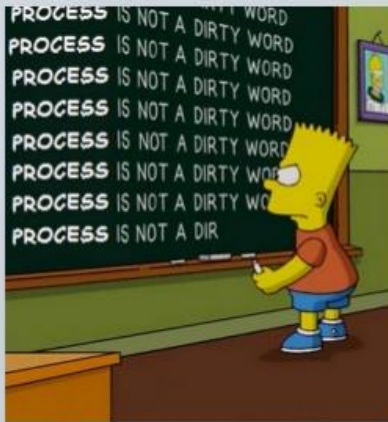 PROCESS IS NOT A DIRTY WORD
PROCESS IS NOT A DIRTY WORD
PROCESS IS NOT A DIRTY WORD
PROCESS IS NOT A DIRTY WORD
PROCESS IS NOT A DIRTY WORD
PROCESS IS NOT A DIRTY WOR
PROCESS IS NOT A DIRTY WO
PROCESS IS NOT A DIR